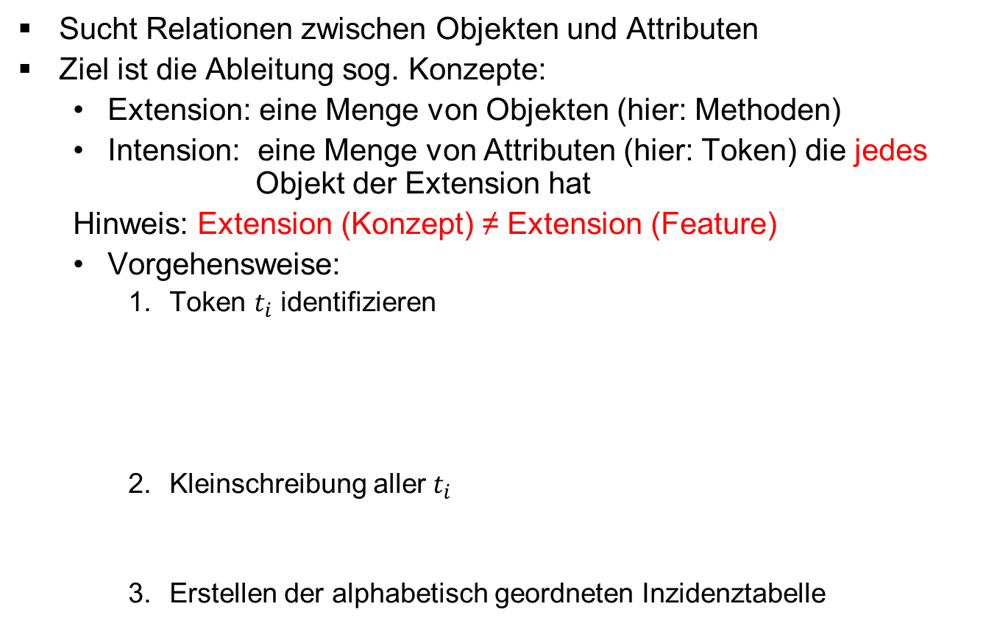 ▪ Sucht Relationen zwischen Objekten und Attributen
▪ Ziel ist die Ableitung sog. Konzepte:
• Extension: eine Menge von Objekten (hier: Methoden)
• Intension: eine Menge von Attributen (hier: Token) die jedes
Objekt der Extension hat
Hinweis: Extension (Konzept) ≠ Extension (Feature)
• Vorgehensweise:
1. Token tᵢ identifizieren
2. Kleinschreibung aller tᵢ
3. Erstellen der alphabetisch geordneten Inzidenztabelle